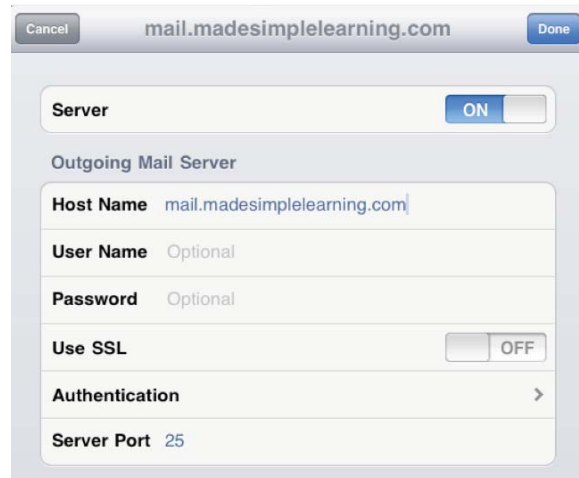 Cancel mail.madesimplelearning.com Done
Server ON
Outgoing Mail Server
Host Name mail.madesimplelearning.com
User Name Optional
Password Optional
Use SSL OFF
Authentication
Server Port 25